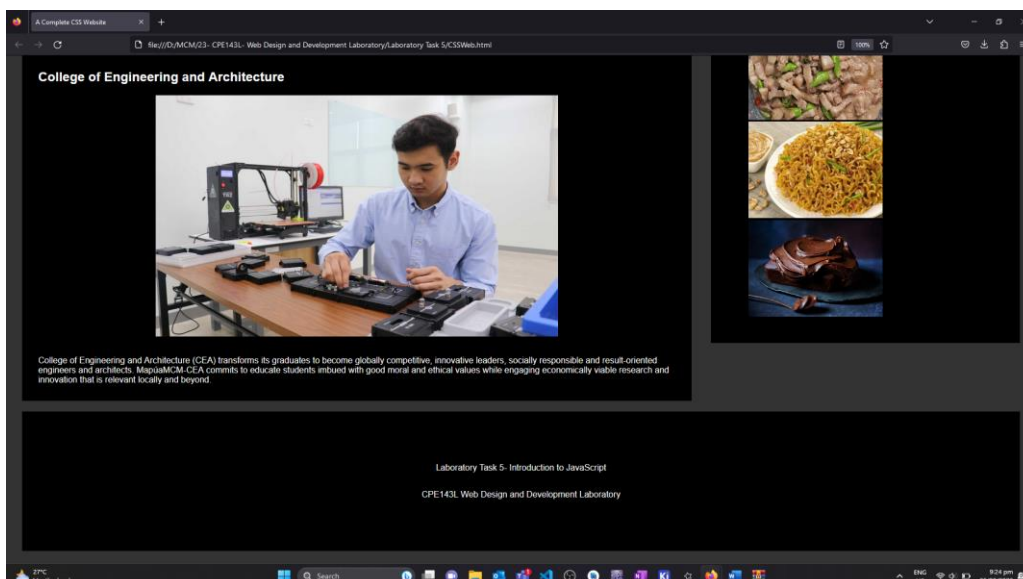 A Complete CSS Website
file:///D:/MCM/23- CPE143L- Web Design and Development Laboratory/Laboratory Task 5/CSSWeb.html
100%
College of Engineering and Architecture
College of Engineering and Architecture (CEA) transforms its graduates to become globally competitive, innovative leaders, socially responsible and result-oriented
engineers and architects. MapúaMCM-CEA commits to educate students imbued with good moral and ethical values while engaging economically viable research and
innovation that is relevant locally and beyond.
Laboratory Task 5- Introduction to JavaScript
CPE143L Web Design and Development Laboratory
27°C
Search
ENG
9:24 pm